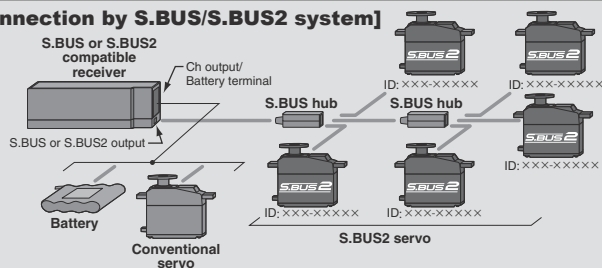 nnection by S.BUS/S.BUS2 system]
S.BUS or S.BUS2
compatible
receiver
Ch output/
Battery terminal
S.BUS or S.BUS2 output
Battery
Conventional
servo
S.BUS hub
S.BUS hub
S.BUS2
ID: ×××-×××××
S.BUS2
ID: ×××-×××××
S.BUS2
ID: ×××-×××××
S.BUS2
ID: ×××-×××××
S.BUS2
ID: ×××-×××××
S.BUS2 servo